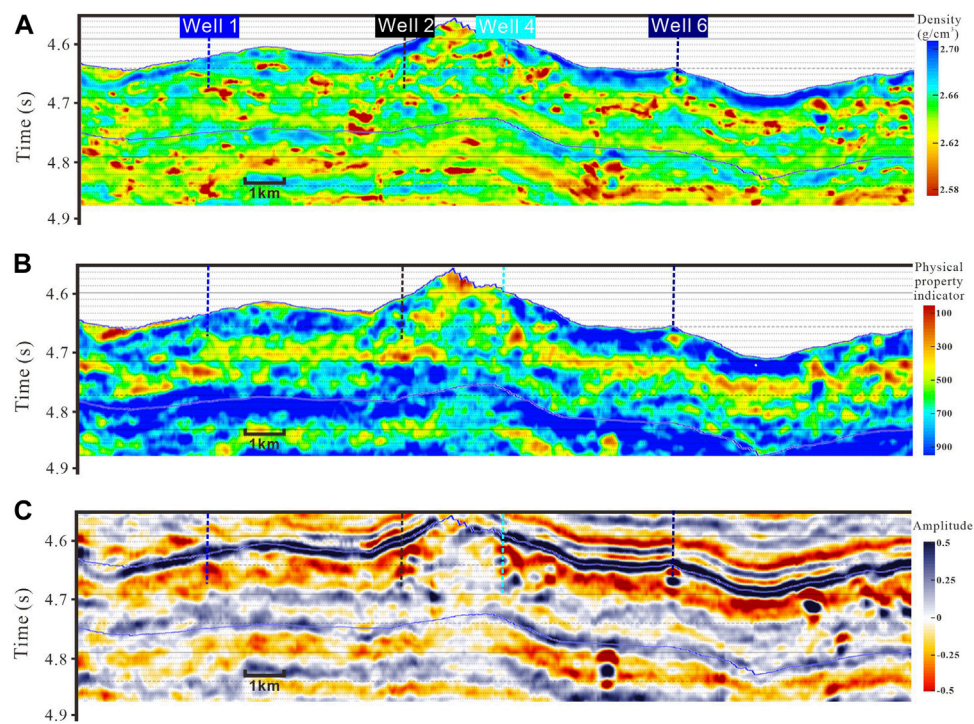 A
Well 1
Well 2
Well 4
Well 6
Density
(g/cm³)
2.70
2.66
2.62
2.58
Time (s)
4.6
4.7
4.8
4.9
1km
B
Physical
property
indicator
100
300
500
700
900
Time (s)
4.6
4.7
4.8
4.9
1km
C
Amplitude
0.5
0.25
0
-0.25
-0.5
Time (s)
4.6
4.7
4.8
4.9
1km